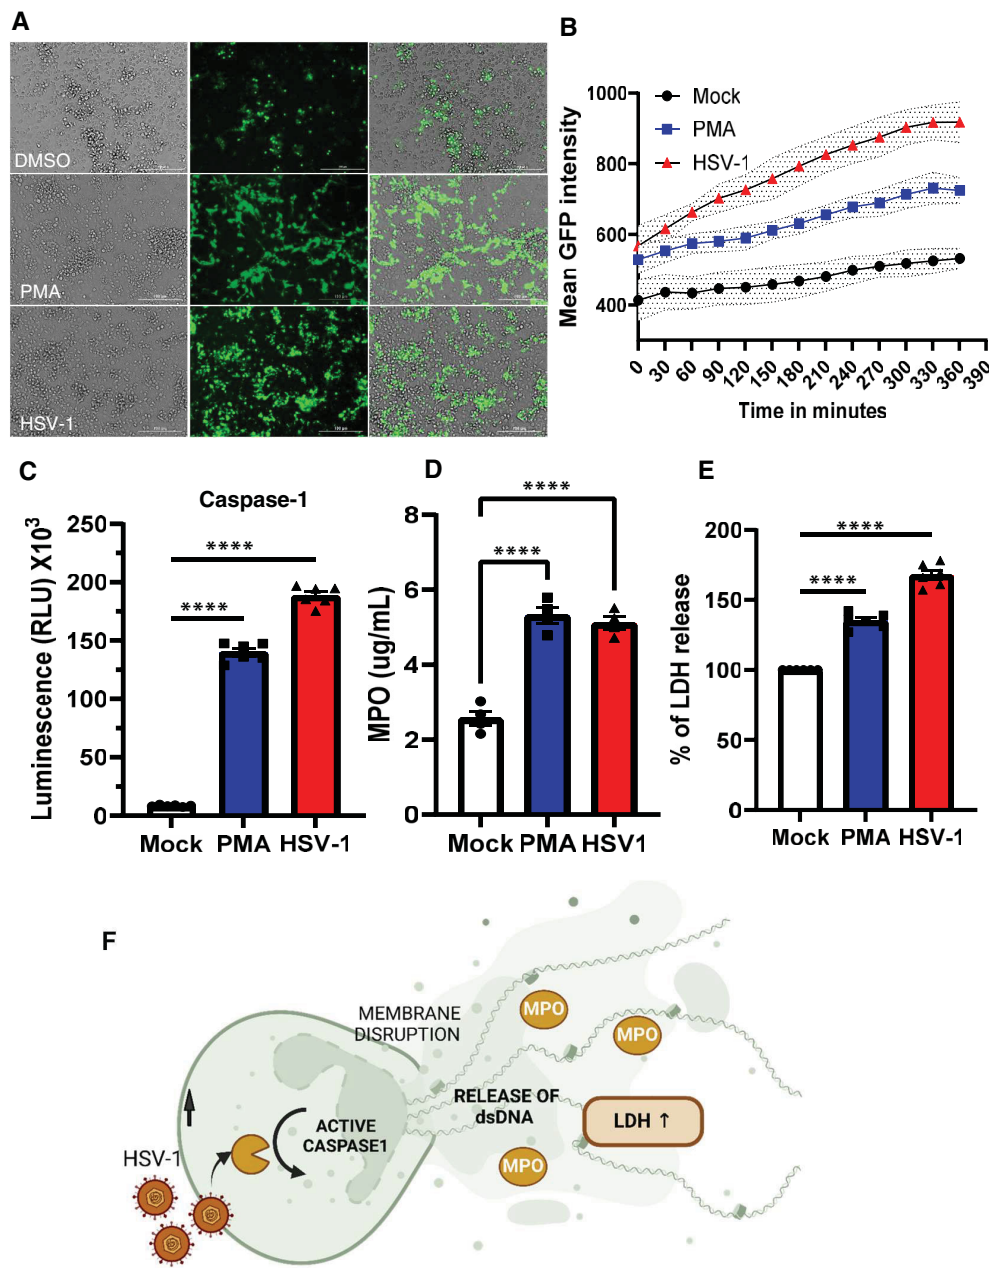 A
DMSO
PMA
HSV-1
B
Mean GFP intensity
1000
800
600
400
Mock
PMA
HSV-1
0 30 60 90 120 150 180 210 240 270 300 330 360 390
Time in minutes
C
Caspase-1
Luminescence (RLU) X10³
250
200
150
100
50
0
****
****
Mock PMA HSV-1
D
MPO (ug/mL)
8
6
4
2
0
****
****
Mock PMA HSV1
E
% of LDH release
200
150
100
50
0
****
****
Mock PMA HSV-1
F
MEMBRANE
DISRUPTION
MPO
MPO
RELEASE OF
dsDNA
LDH ↑
ACTIVE
CASPASE1
HSV-1
MPO